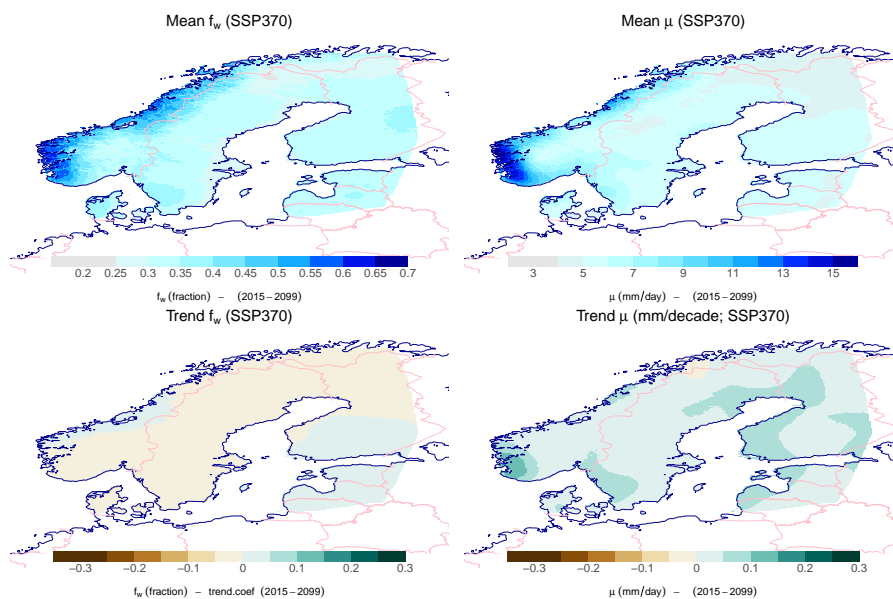 Mean fw (SSP370)
Mean μ (SSP370)
0.2 0.25 0.3 0.35 0.4 0.45 0.5 0.55 0.6 0.65 0.7
3 5 7 9 11 13 15
fw (fraction) − (2015−2099)
μ (mm/day) − (2015−2099)
Trend fw (SSP370)
Trend μ (mm/decade; SSP370)
−0.3 −0.2 −0.1 0 0.1 0.2 0.3
−0.3 −0.2 −0.1 0 0.1 0.2 0.3
fw (fraction) − trend.coef (2015−2099)
μ (mm/day) − (2015−2099)